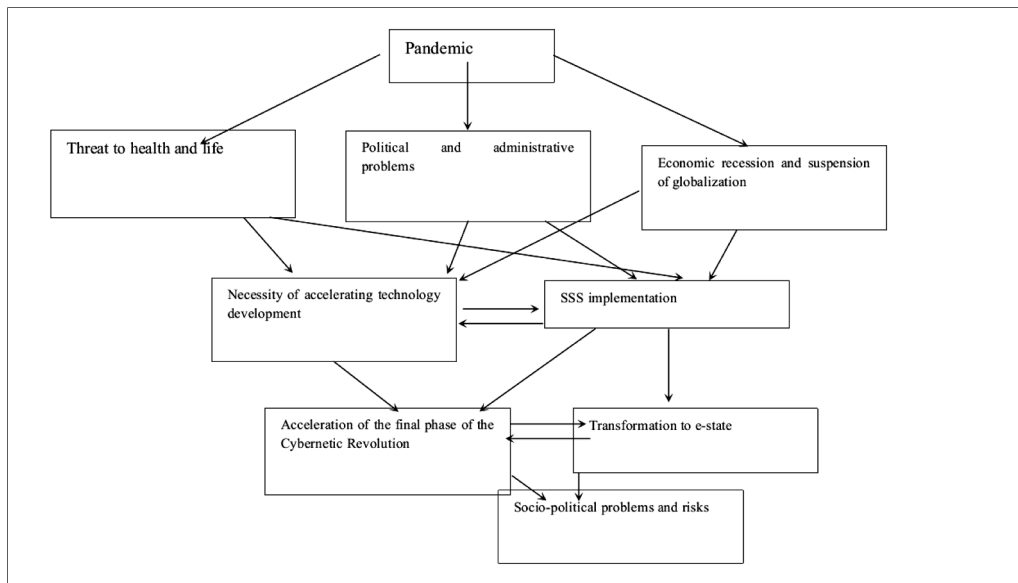 Pandemic
Threat to health and life
Political and administrative
problems
Economic recession and suspension
of globalization
Necessity of accelerating technology
development
SSS implementation
Acceleration of the final phase of the
Cybernetic Revolution
Transformation to e-state
Socio-political problems and risks